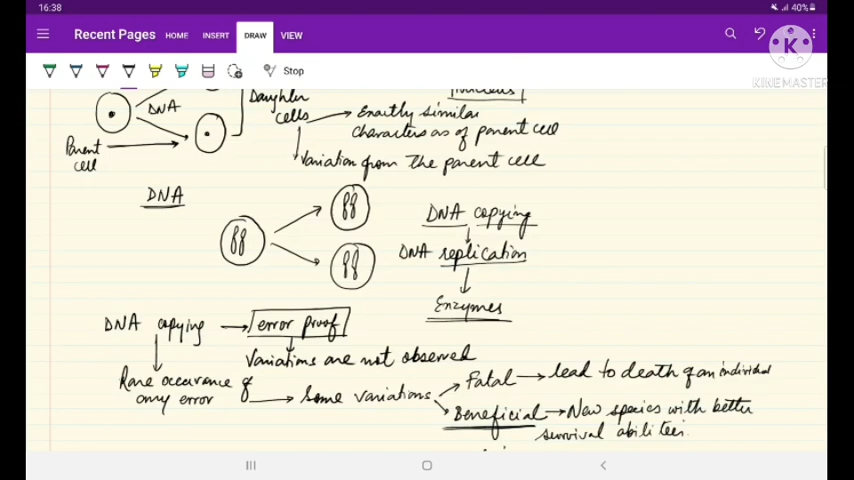 16:38
40%
Recent Pages HOME INSERT DRAW VIEW
K
KINEMASTER
Stop
Nucleus
DNA
Daughter
cells
Exactly similar
characters as of parent cell
Parent
cell
Variation from the parent cell
DNA
DNA copying
DNA replication
Enzymes
DNA copying
error proof
Variations are not observed
Rare occurance of
any error
Some variations
Fatal
lead to death of an individual
Beneficial
New species with better
survival abilities.